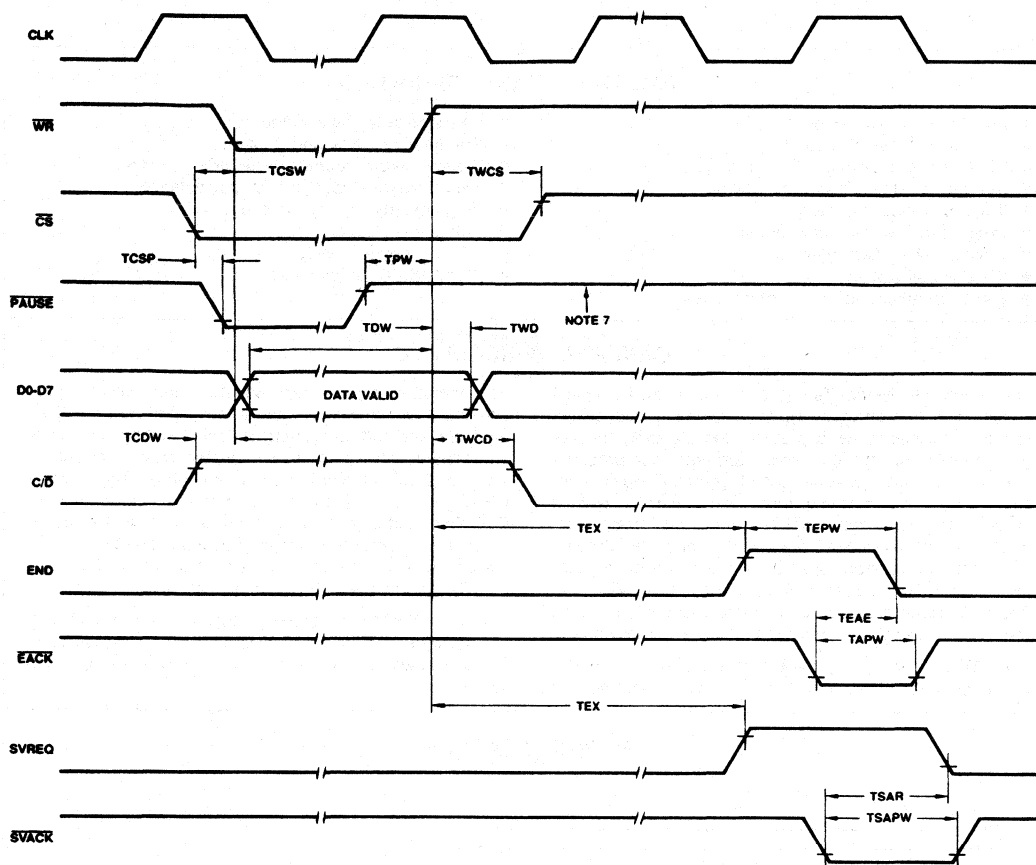 CLK
WR
TCSW
TWCS
CS
TCSP
TPW
PAUSE
NOTE 7
TDW
TWD
D0-D7
DATA VALID
TCDW
TWCD
C/D
TEX
TEPW
END
TEAE
TAPW
EACK
TEX
SVREQ
TSAR
TSAPW
SVACK